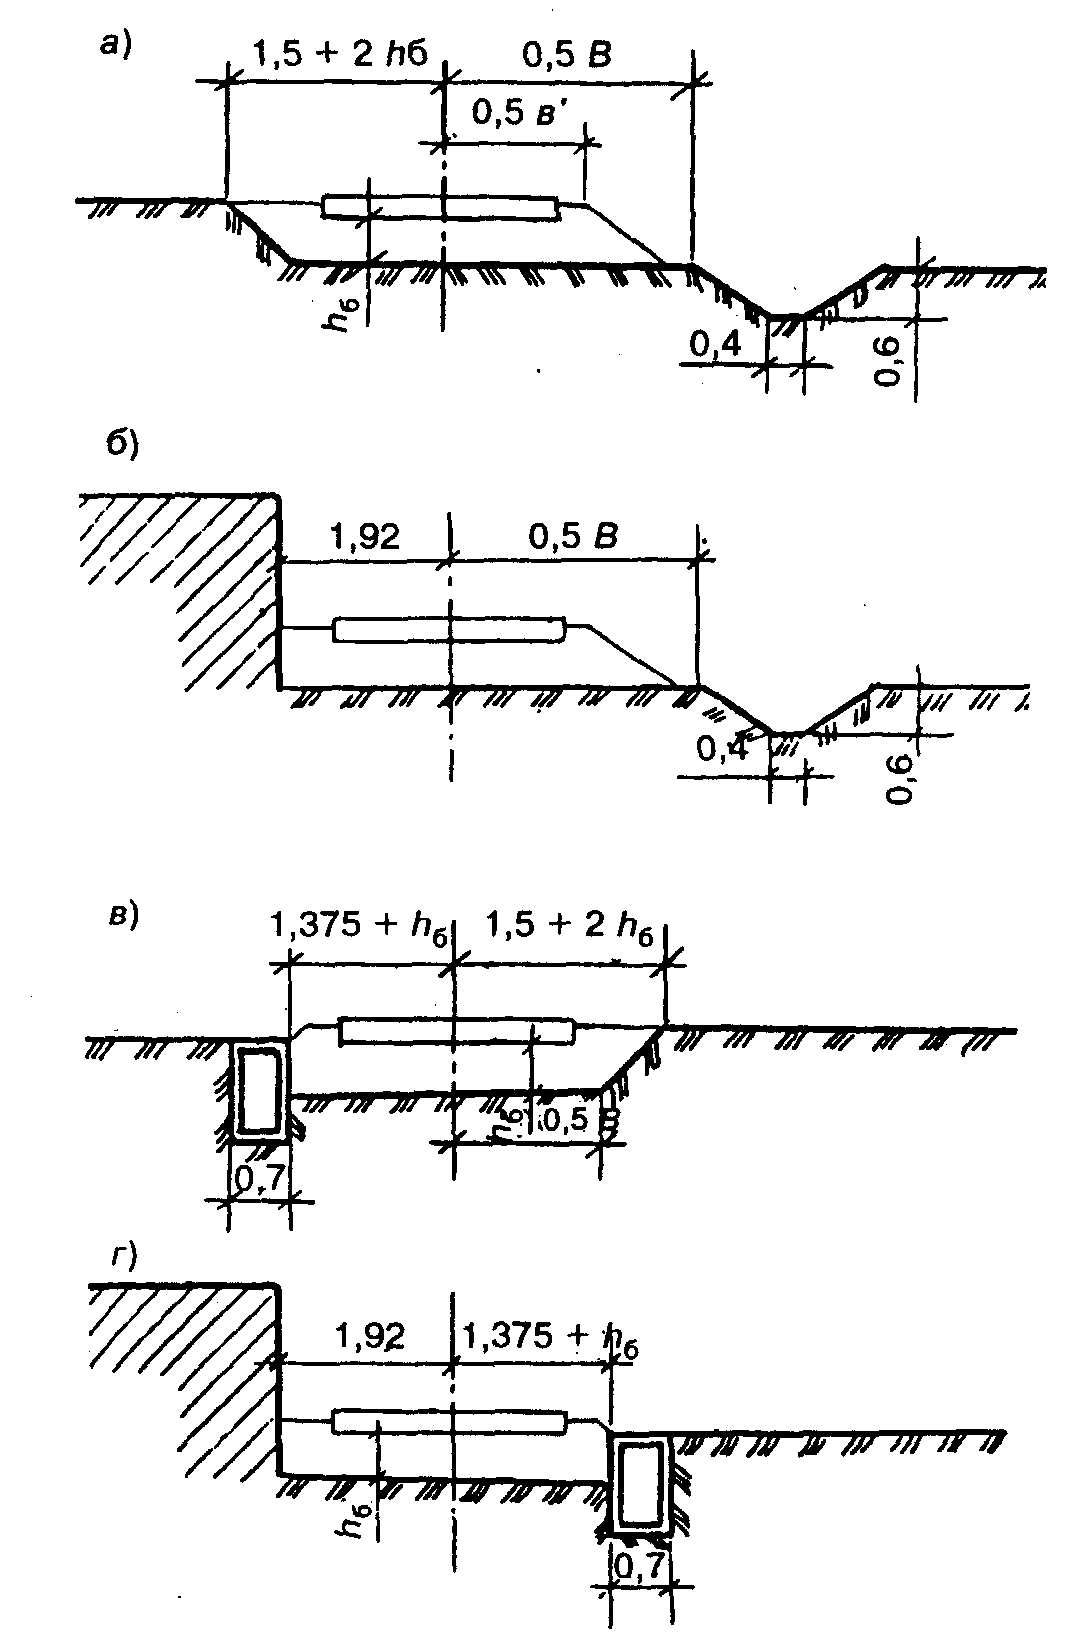 а)
1,5 + 2 hб 0,5 В
0,5 в'
hб
0,4
0,6
б)
1,92 0,5 В
0,4
0,6
в)
1,375 + hб 1,5 + 2 hб
hб 0,5
0,7
г)
1,92 1,375 + hб
hб
0,7